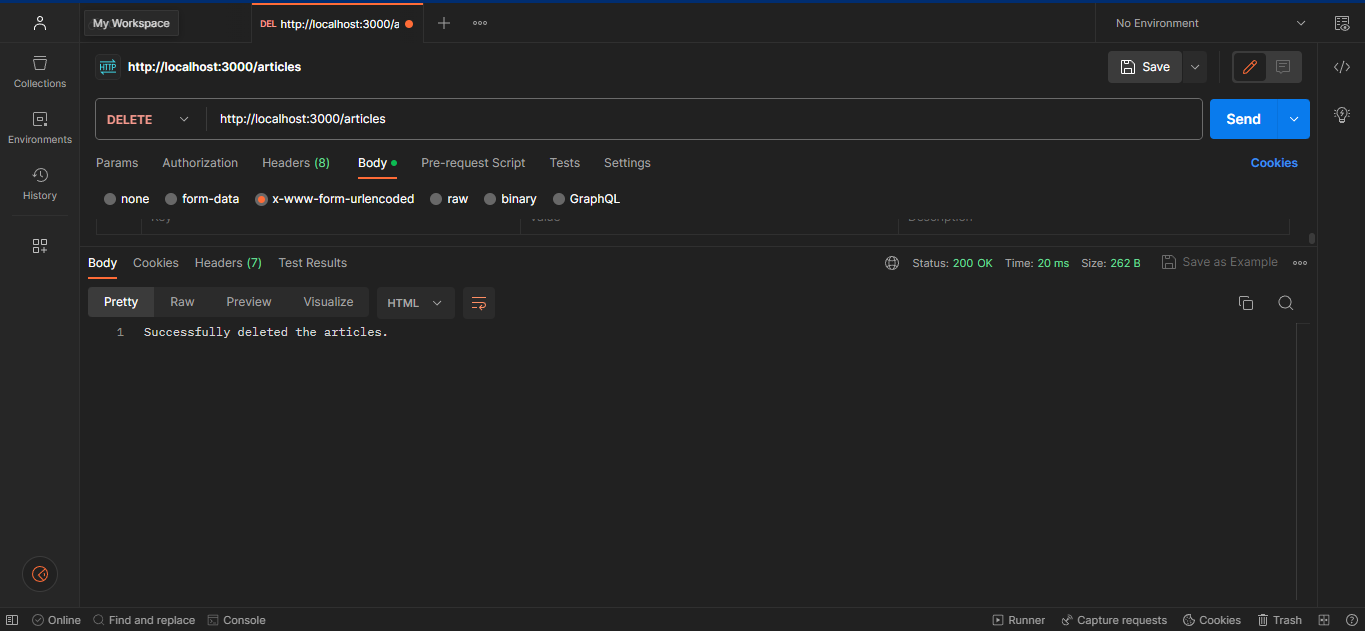 My Workspace
DEL http://localhost:3000/a
No Environment
Collections
HTTP http://localhost:3000/articles
Save
Environments
DELETE http://localhost:3000/articles
Send
History
Params Authorization Headers (8) Body Pre-request Script Tests Settings Cookies
none form-data x-www-form-urlencoded raw binary GraphQL
Key Value Description
Body Cookies Headers (7) Test Results
Status: 200 OK Time: 20 ms Size: 262 B Save as Example
Pretty Raw Preview Visualize HTML
1 Successfully deleted the articles.
Online Find and replace Console
Runner Capture requests Cookies Trash